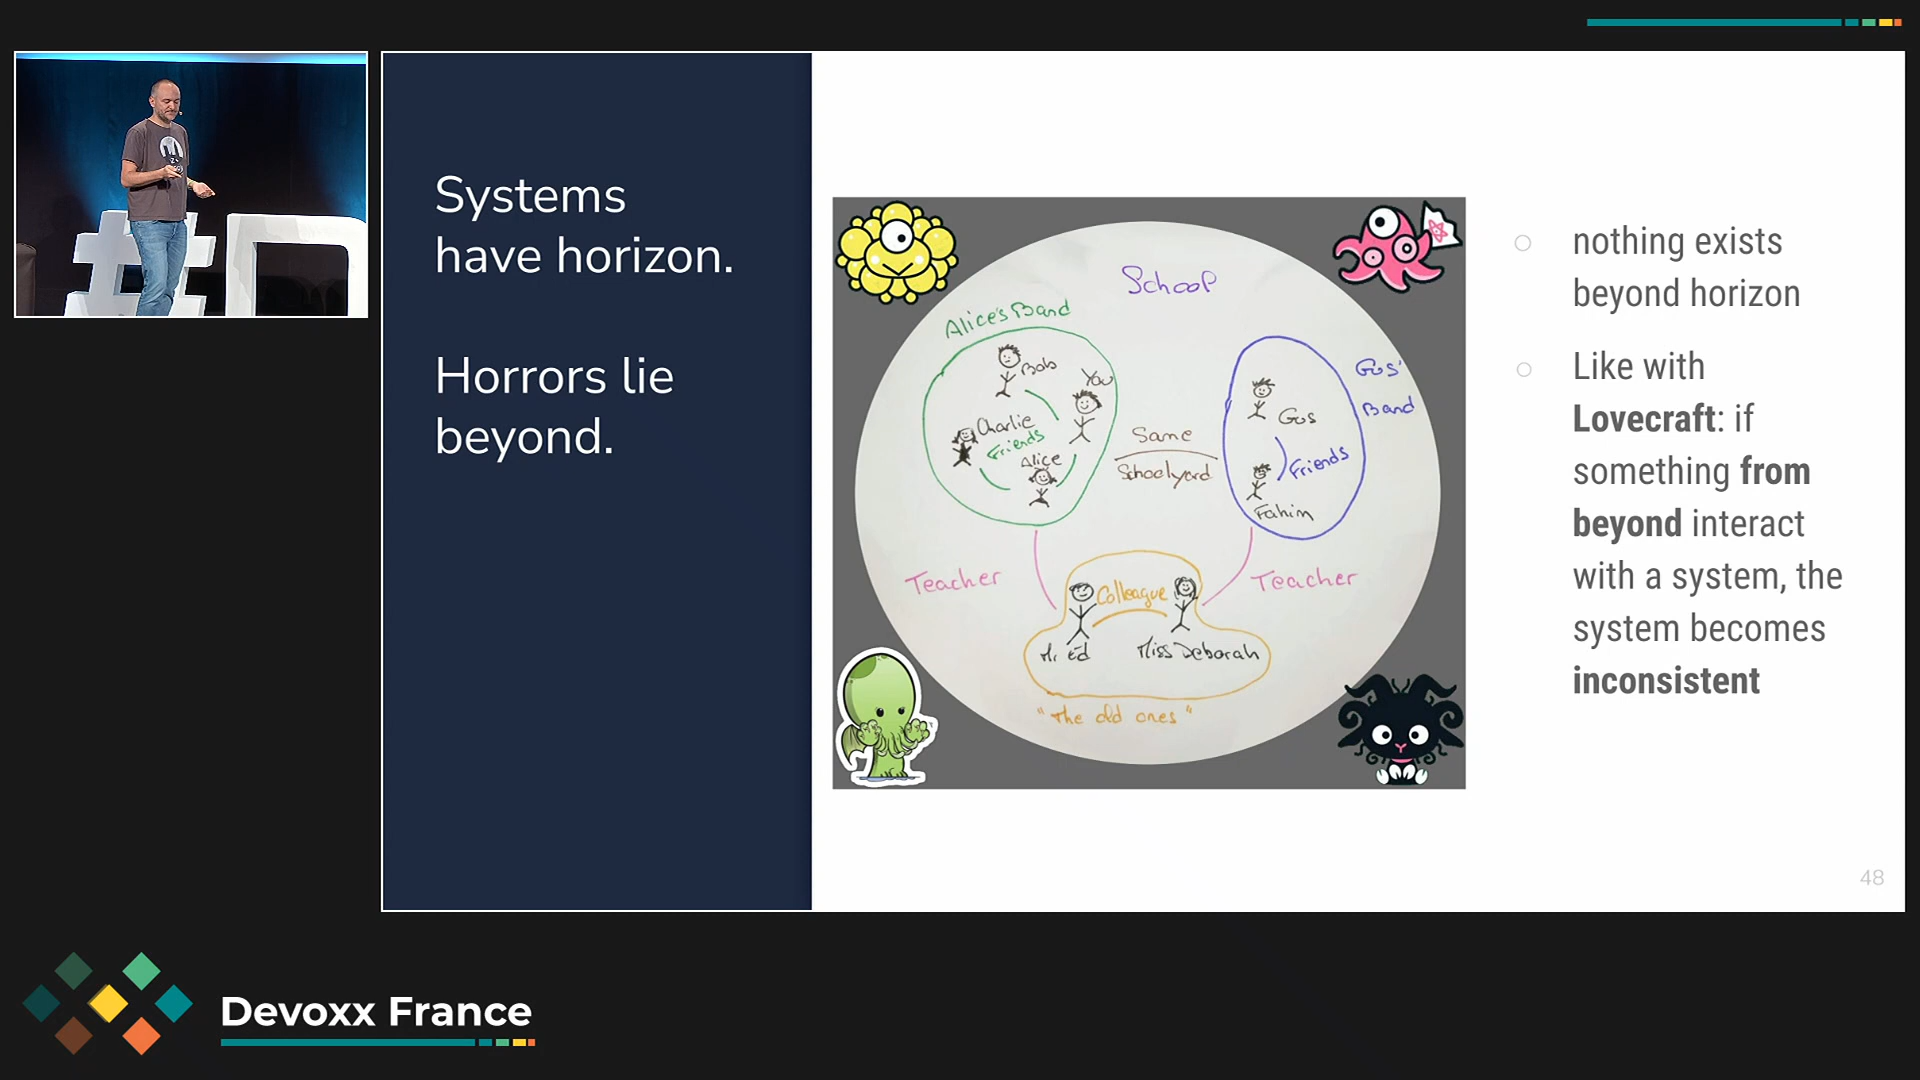 Systems
have horizon.
Horrors lie
beyond.
School
Alice's Band
Bob
You
Charlie
Friends
Alice
Same
Schoolyard
Gus'
Band
Gus
Friends
Fahim
Teacher
Teacher
Colleague
Mr Ed
Miss Deborah
"The old ones"
nothing exists
beyond horizon
Like with
Lovecraft: if
something from
beyond interact
with a system, the
system becomes
inconsistent
48
Devoxx France